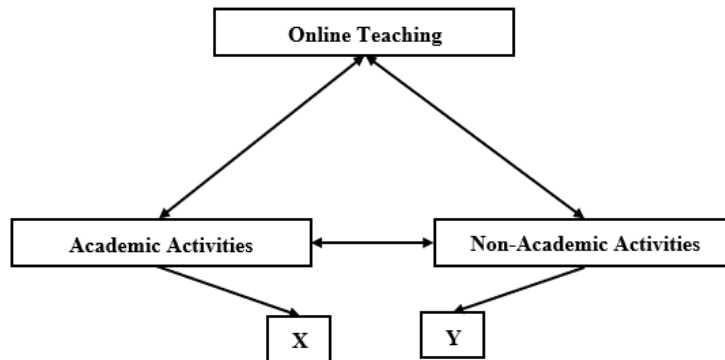 Online Teaching
Academic Activities
Non-Academic Activities
X
Y